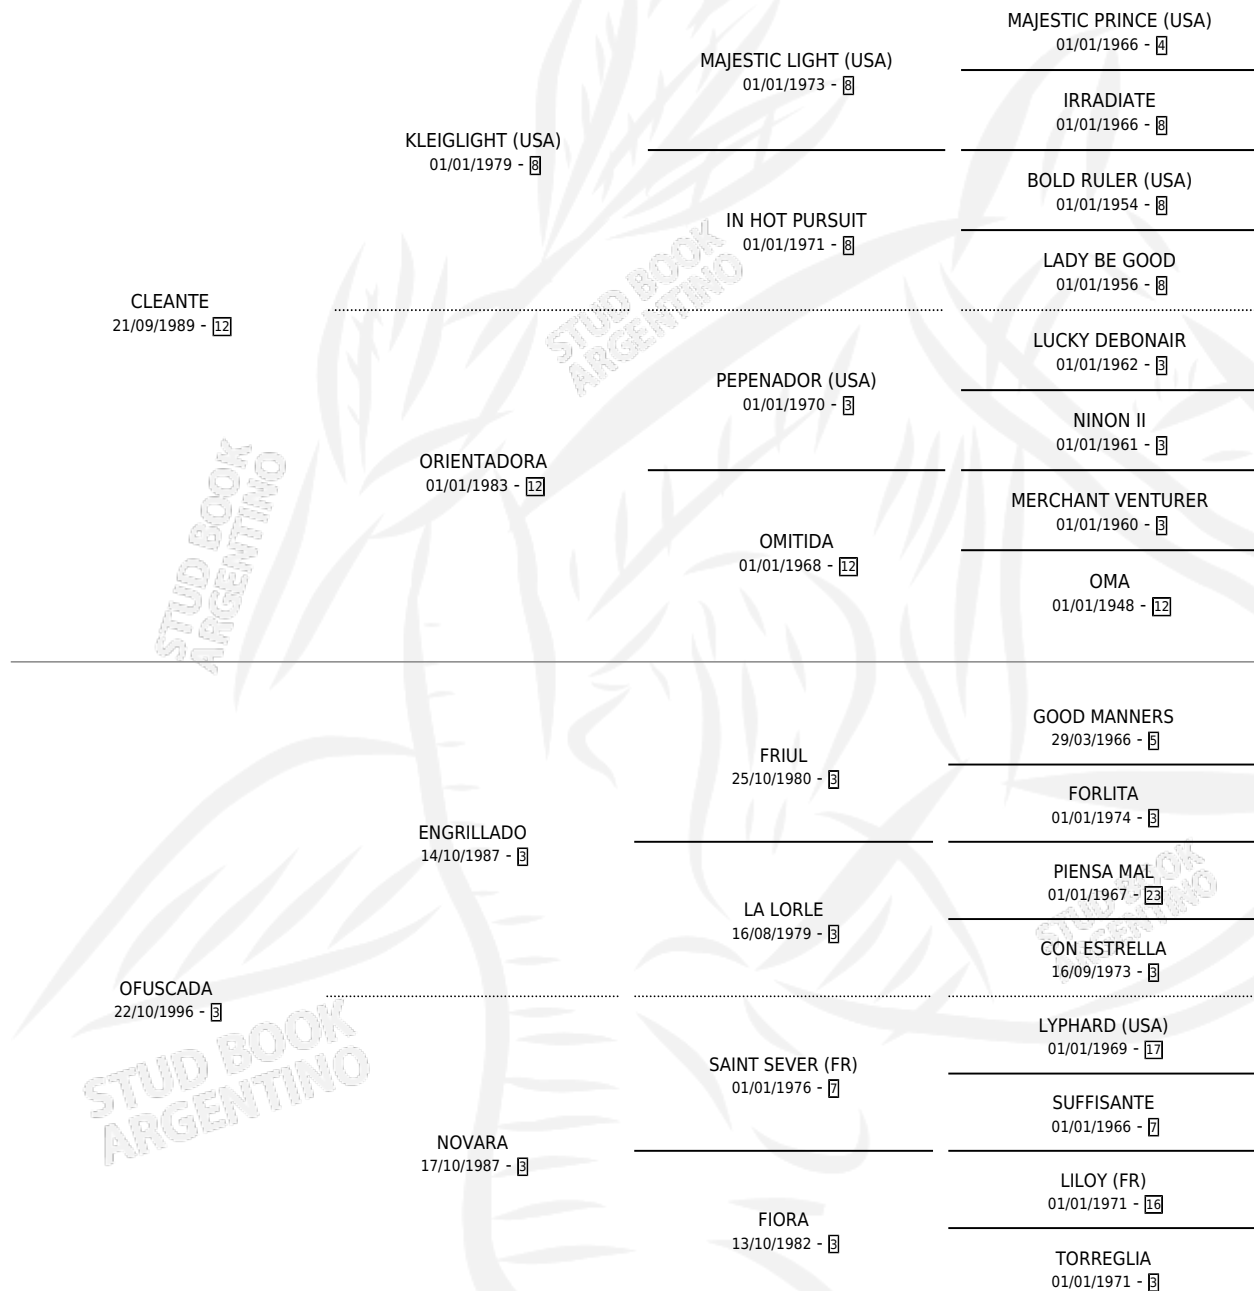 MAJESTIC PRINCE (USA)
01/01/1966 - 4
MAJESTIC LIGHT (USA)
01/01/1973 - 8
IRRADIATE
01/01/1966 - 8
KLEIGLIGHT (USA)
01/01/1979 - 8
BOLD RULER (USA)
01/01/1954 - 8
IN HOT PURSUIT
01/01/1971 - 8
LADY BE GOOD
01/01/1956 - 8
CLEANTE
21/09/1989 - 12
STUD BOOK
ARGENTINO
LUCKY DEBONAIR
01/01/1962 - 3
PEPENADOR (USA)
01/01/1970 - 3
NINON II
01/01/1961 - 3
ORIENTADORA
01/01/1983 - 12
MERCHANT VENTURER
01/01/1960 - 3
OMITIDA
01/01/1968 - 12
OMA
01/01/1948 - 12
STUD BOOK
ARGENTINO
GOOD MANNERS
29/03/1966 - 5
FRIUL
25/10/1980 - 3
FORLITA
01/01/1974 - 3
ENGRILLADO
14/10/1987 - 3
PIENSA MAL
01/01/1967 - 23
LA LORLE
16/08/1979 - 3
STUD BOOK
ARGENTINO
CON ESTRELLA
16/09/1973 - 3
OFUSCADA
22/10/1996 - 3
LYPHARD (USA)
01/01/1969 - 17
SAINT SEVER (FR)
01/01/1976 - 7
SUFFISANTE
01/01/1966 - 7
STUD BOOK
ARGENTINO
NOVARA
17/10/1987 - 3
LILOY (FR)
01/01/1971 - 16
FIORA
13/10/1982 - 3
TORREGLIA
01/01/1971 - 3